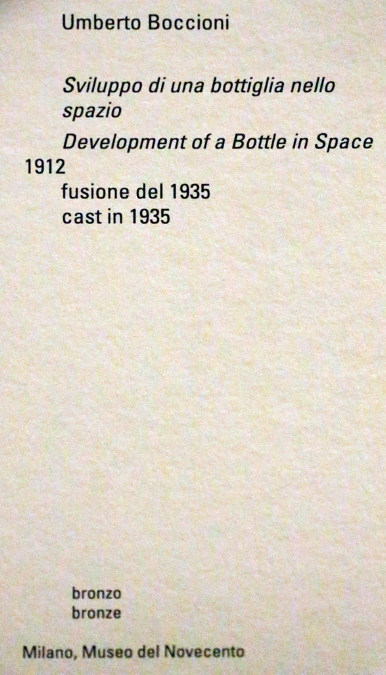 Umberto Boccioni
Sviluppo di una bottiglia nello
spazio
Development of a Bottle in Space
1912
fusione del 1935
cast in 1935
bronzo
bronze
Milano, Museo del Novecento